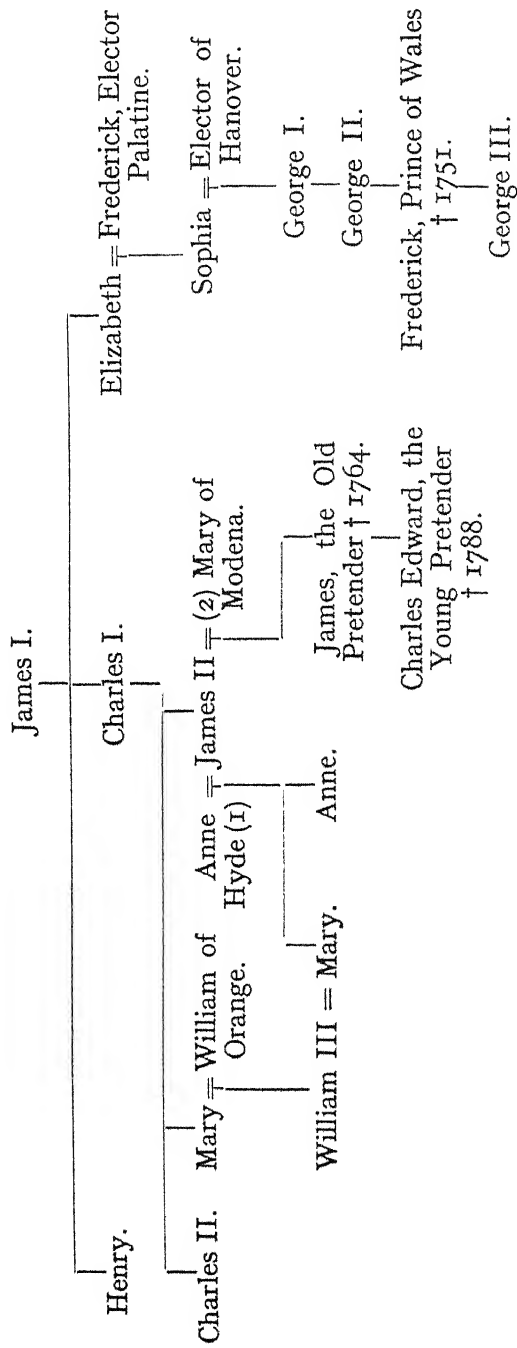 James I.
Henry. Charles I. Elizabeth = Frederick, Elector
Palatine.
Charles II. Mary = William of
Orange.
Anne
Hyde (1) = James II = (2) Mary of
Modena.
Sophia = Elector of
Hanover.
William III = Mary. Anne.
James, the Old
Pretender † 1764.
Charles Edward, the
Young Pretender
† 1788.
George I.
George II.
Frederick, Prince of Wales
† 1751.
George III.